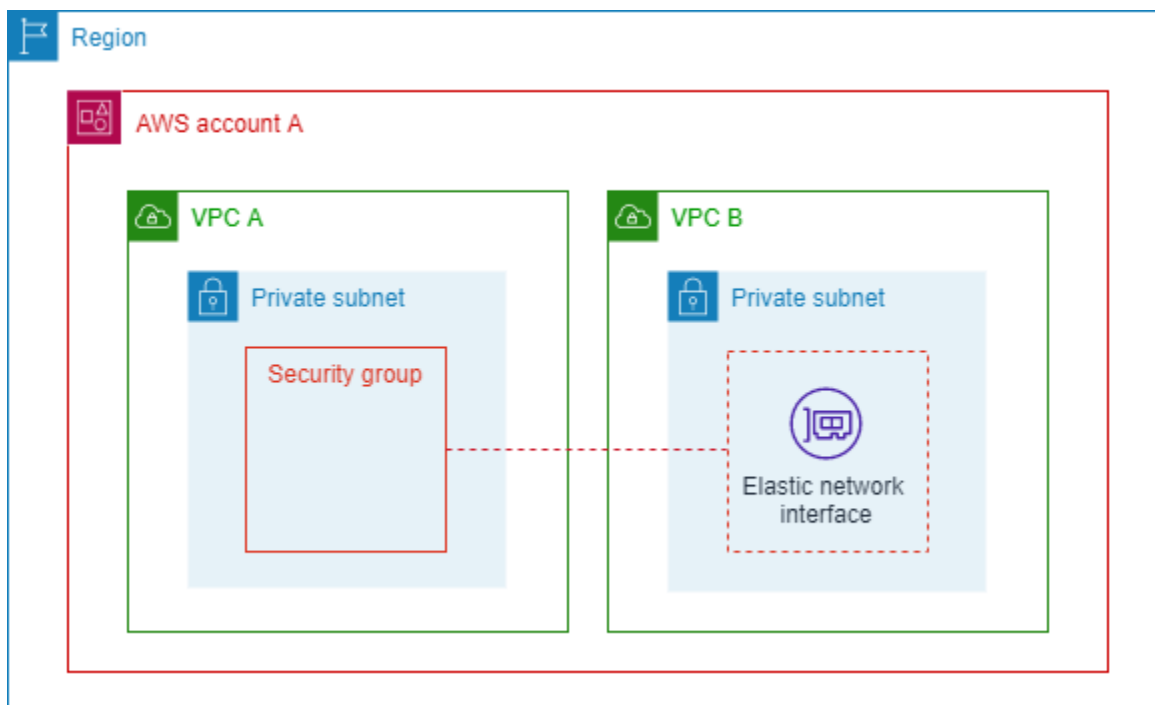 Region
AWS account A
VPC A
VPC B
Private subnet
Private subnet
Security group
Elastic network
interface